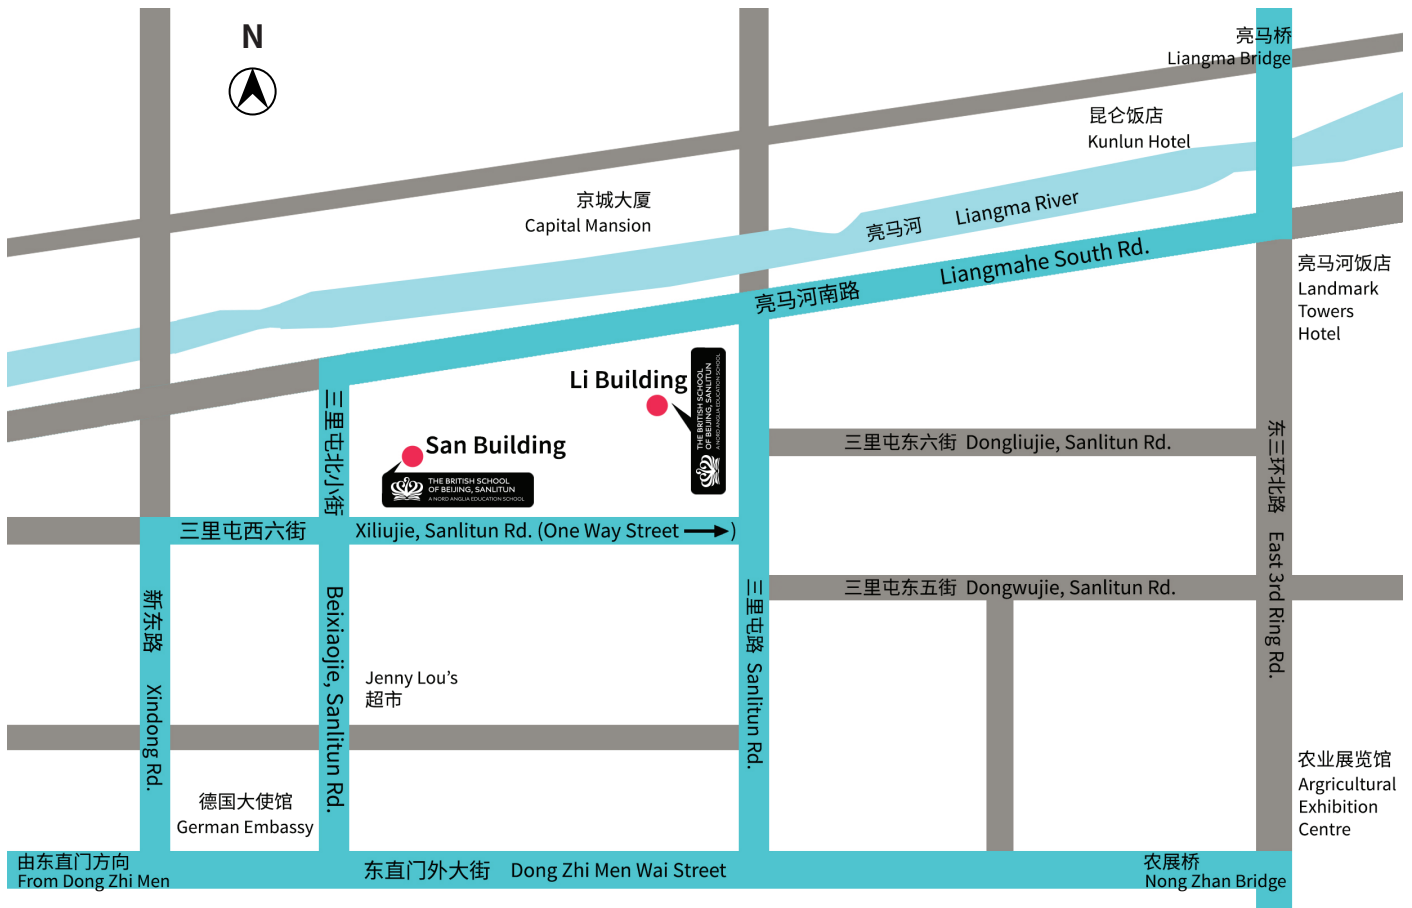 N
亮马桥
Liangma Bridge
昆仑饭店
Kunlun Hotel
京城大厦
Capital Mansion
亮马河 Liangma River
亮马河南路 Liangmahe South Rd.
亮马河饭店
Landmark
Towers
Hotel
Li Building
THE BRITISH SCHOOL
OF BEIJING, SANLITUN
A NORD ANGLIA EDUCATION SCHOOL
San Building
THE BRITISH SCHOOL
OF BEIJING, SANLITUN
A NORD ANGLIA EDUCATION SCHOOL
三里屯东六街 Dongliujie, Sanlitun Rd.
三里屯西六街 Xiliujie, Sanlitun Rd. (One Way Street → )
三里屯东五街 Dongwujie, Sanlitun Rd.
三里屯北小街 Beixiaojie, Sanlitun Rd.
新东路 Xindong Rd.
三里屯路 Sanlitun Rd.
东三环北路 East 3rd Ring Rd.
Jenny Lou's
超市
德国大使馆
German Embassy
农业展览馆
Argricultural
Exhibition
Centre
由东直门方向
From Dong Zhi Men
东直门外大街 Dong Zhi Men Wai Street
农展桥
Nong Zhan Bridge